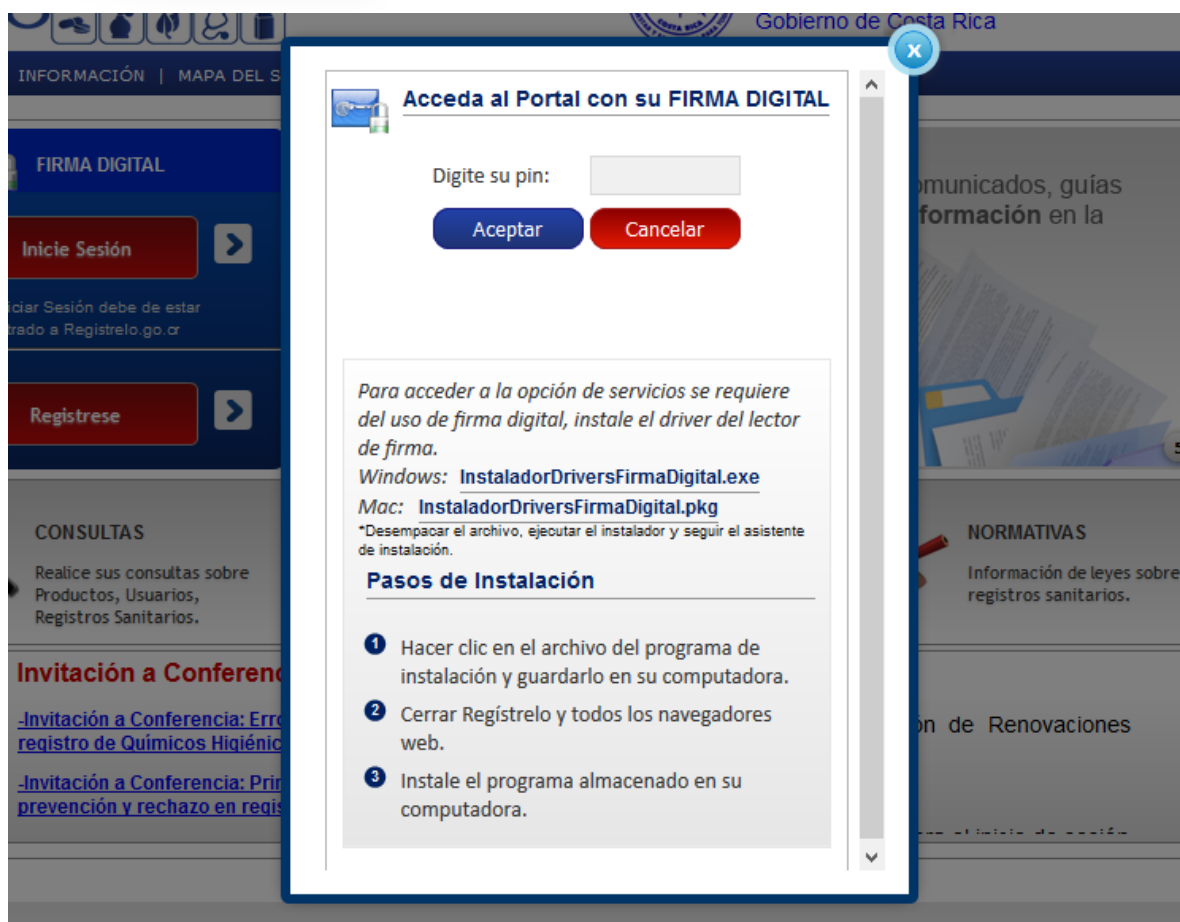 Gobierno de Costa Rica
INFORMACIÓN | MAPA DEL S
Acceda al Portal con su FIRMA DIGITAL
FIRMA DIGITAL
Digite su pin:
Aceptar
Cancelar
Inicie Sesión
iciar Sesión debe de estar
trado a Registrelo.go.cr
Registrese
omunicados, guías
formación en la
5
Para acceder a la opción de servicios se requiere
del uso de firma digital, instale el driver del lector
de firma.
Windows: InstaladorDriversFirmaDigital.exe
Mac: InstaladorDriversFirmaDigital.pkg
*Desempacar el archivo, ejecutar el instalador y seguir el asistente
de instalación.
Pasos de Instalación
1 Hacer clic en el archivo del programa de
instalación y guardarlo en su computadora.
2 Cerrar Regístrelo y todos los navegadores
web.
3 Instale el programa almacenado en su
computadora.
CONSULTAS
Realice sus consultas sobre
Productos, Usuarios,
Registros Sanitarios.
NORMATIVAS
Información de leyes sobre
registros sanitarios.
Invitación a Conferenc
-Invitación a Conferencia: Erro
registro de Químicos Higiénic
-Invitación a Conferencia: Prin
prevención y rechazo en regis
ón de Renovaciones